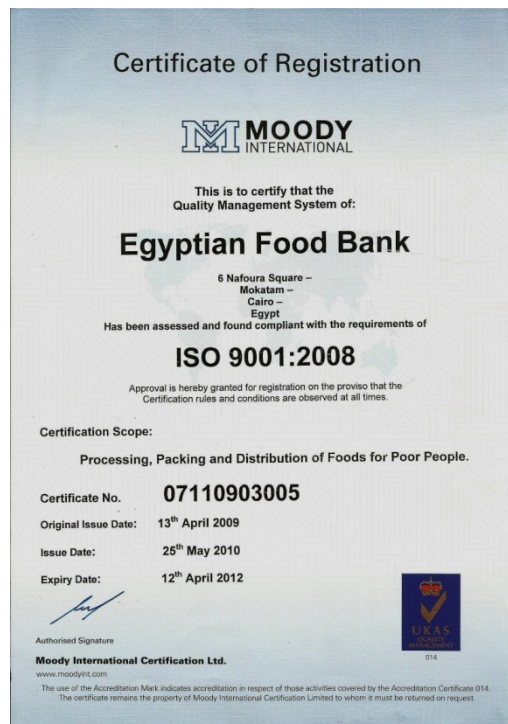 Certificate of Registration
MOODY
INTERNATIONAL
This is to certify that the
Quality Management System of:
Egyptian Food Bank
6 Nafoura Square –
Mokatam –
Cairo –
Egypt
Has been assessed and found compliant with the requirements of
ISO 9001:2008
Approval is hereby granted for registration on the proviso that the
Certification rules and conditions are observed at all times.
Certification Scope:
Processing, Packing and Distribution of Foods for Poor People.
Certificate No. 07110903005
Original Issue Date: 13th April 2009
Issue Date: 25th May 2010
Expiry Date: 12th April 2012
Authorised Signature
UKAS
QUALITY
MANAGEMENT
014
Moody International Certification Ltd.
www.moodyint.com
The use of the Accreditation Mark indicates accreditation in respect of those activities covered by the Accreditation Certificate 014.
The certificate remains the property of Moody International Certification Limited to whom it must be returned on request.